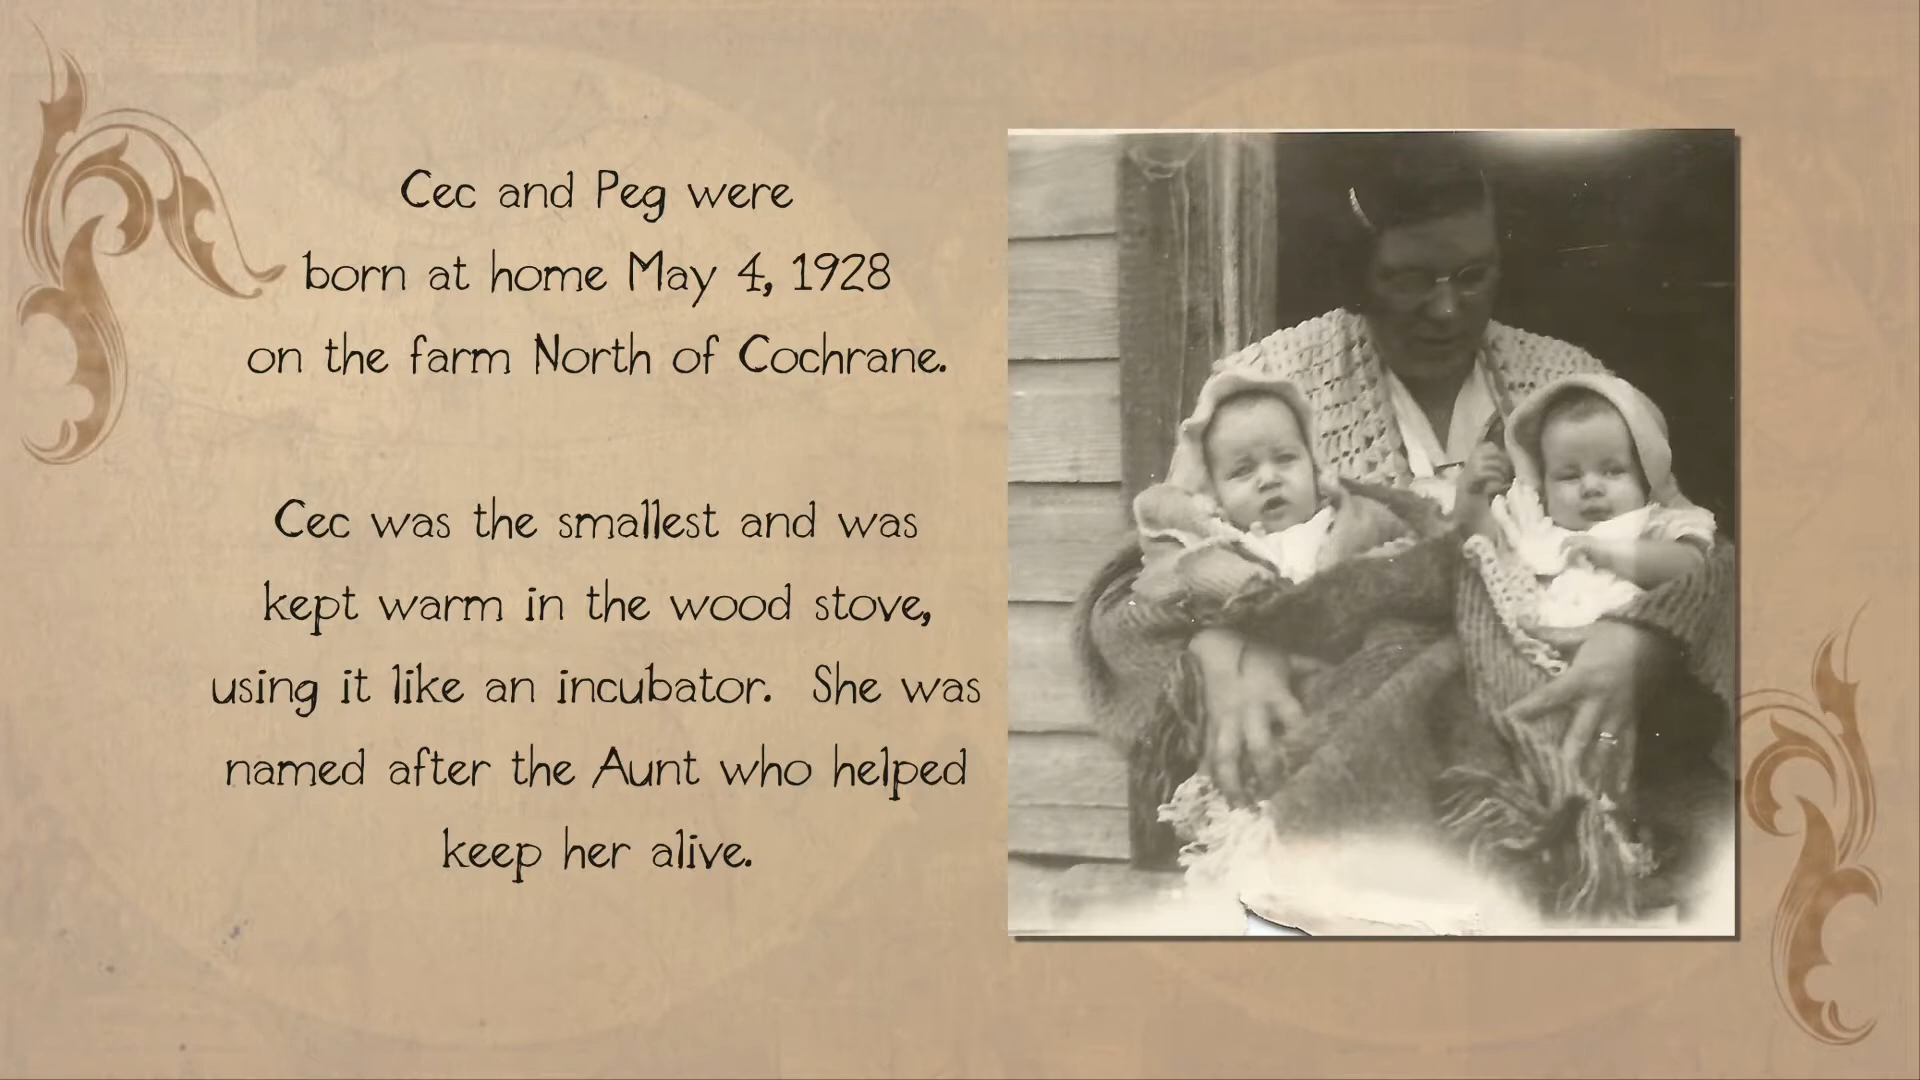 Cec and Peg were
born at home May 4, 1928
on the farm North of Cochrane.
Cec was the smallest and was
kept warm in the wood stove,
using it like an incubator.  She was
named after the Aunt who helped
keep her alive.